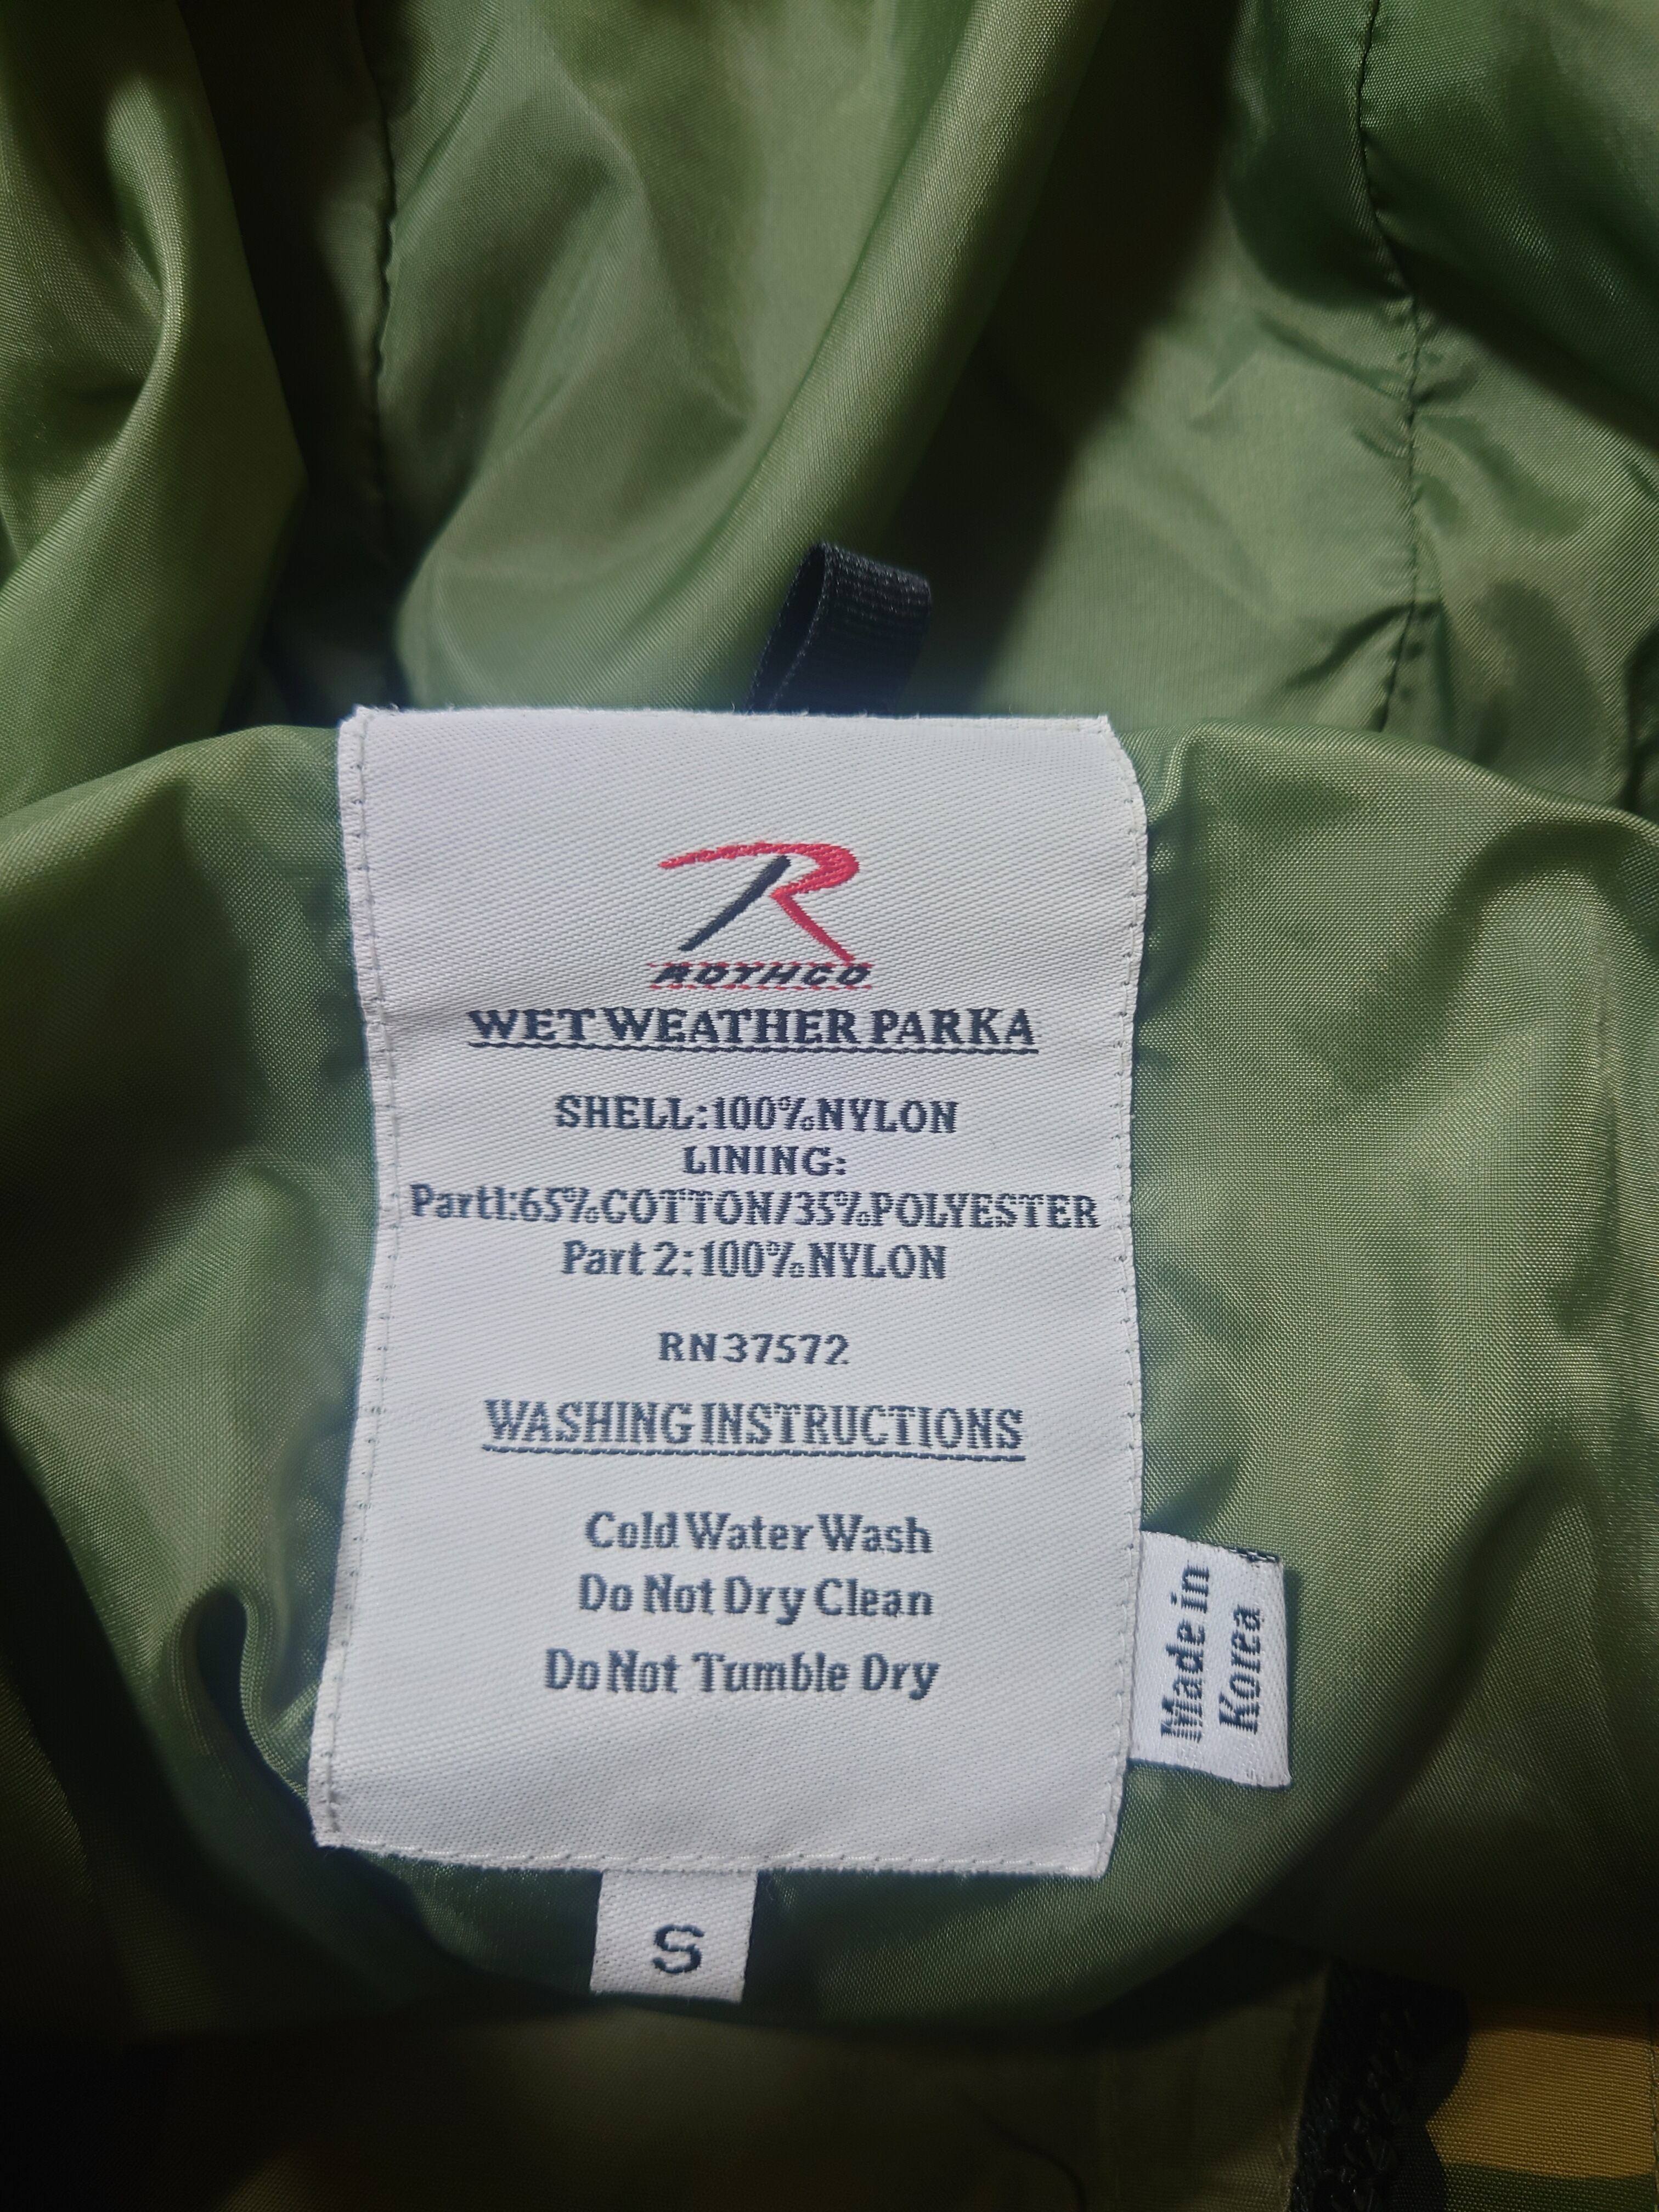 R
ROTHCO
WET WEATHER PARKA
SHELL:100%NYLON
LINING:
Part1:65%COTTON/35%POLYESTER
Part 2:100%NYLON
RN37572
WASHING INSTRUCTIONS
Cold Water Wash
Do Not Dry Clean
Do Not Tumble Dry
Made in
Korea
S